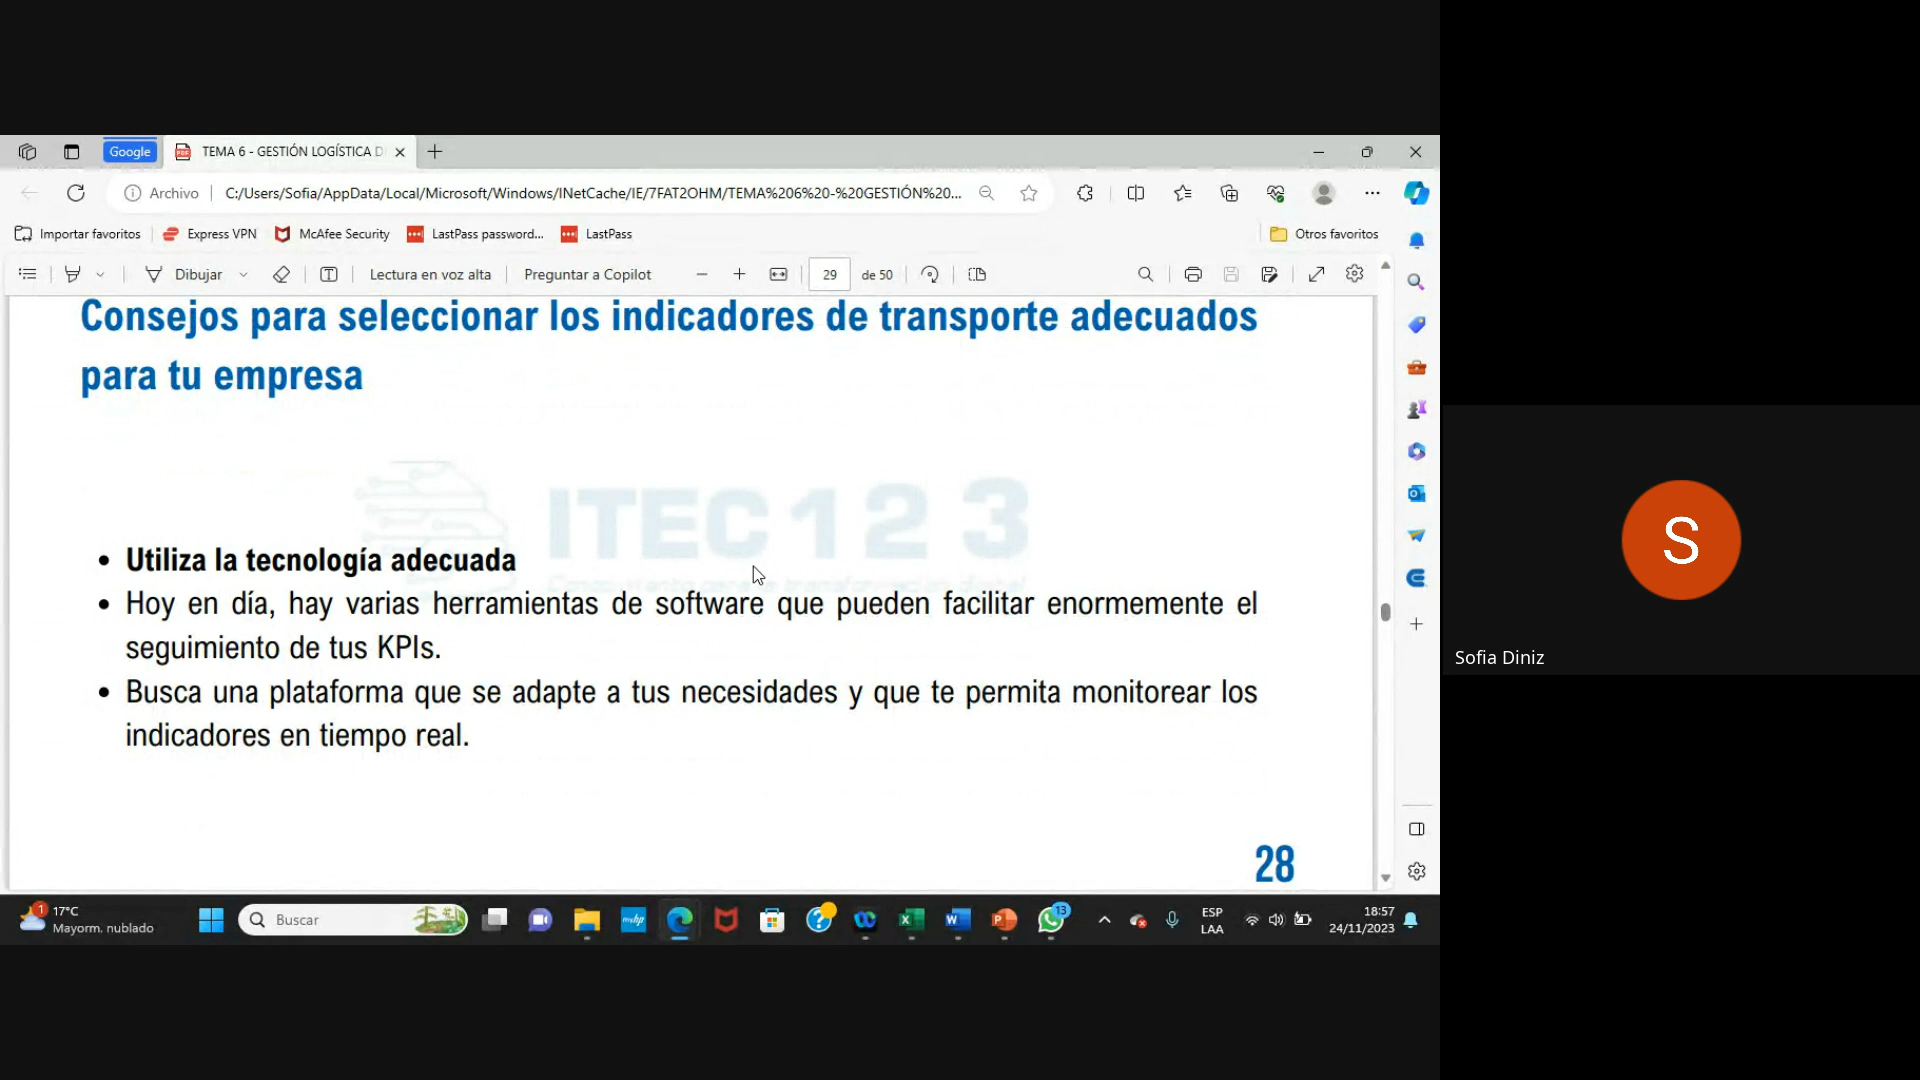 Google
TEMA 6 - GESTIÓN LOGÍSTICA D
Archivo
C:/Users/Sofia/AppData/Local/Microsoft/Windows/INetCache/IE/7FAT2OHM/TEMA%206%20-%20GESTIÓN%20...
Importar favoritos
Express VPN
McAfee Security
LastPass password...
LastPass
Otros favoritos
Dibujar
Lectura en voz alta
Preguntar a Copilot
29
de 50
Consejos para seleccionar los indicadores de transporte adecuados
para tu empresa
ITEC 1 2 3
• Utiliza la tecnología adecuada
• Hoy en día, hay varias herramientas de software que pueden facilitar enormemente el
seguimiento de tus KPIs.
• Busca una plataforma que se adapte a tus necesidades y que te permita monitorear los
indicadores en tiempo real.
28
S
Sofia Diniz
1
17°C
Mayorm. nublado
Buscar
myhp
13
ESP
LAA
18:57
24/11/2023